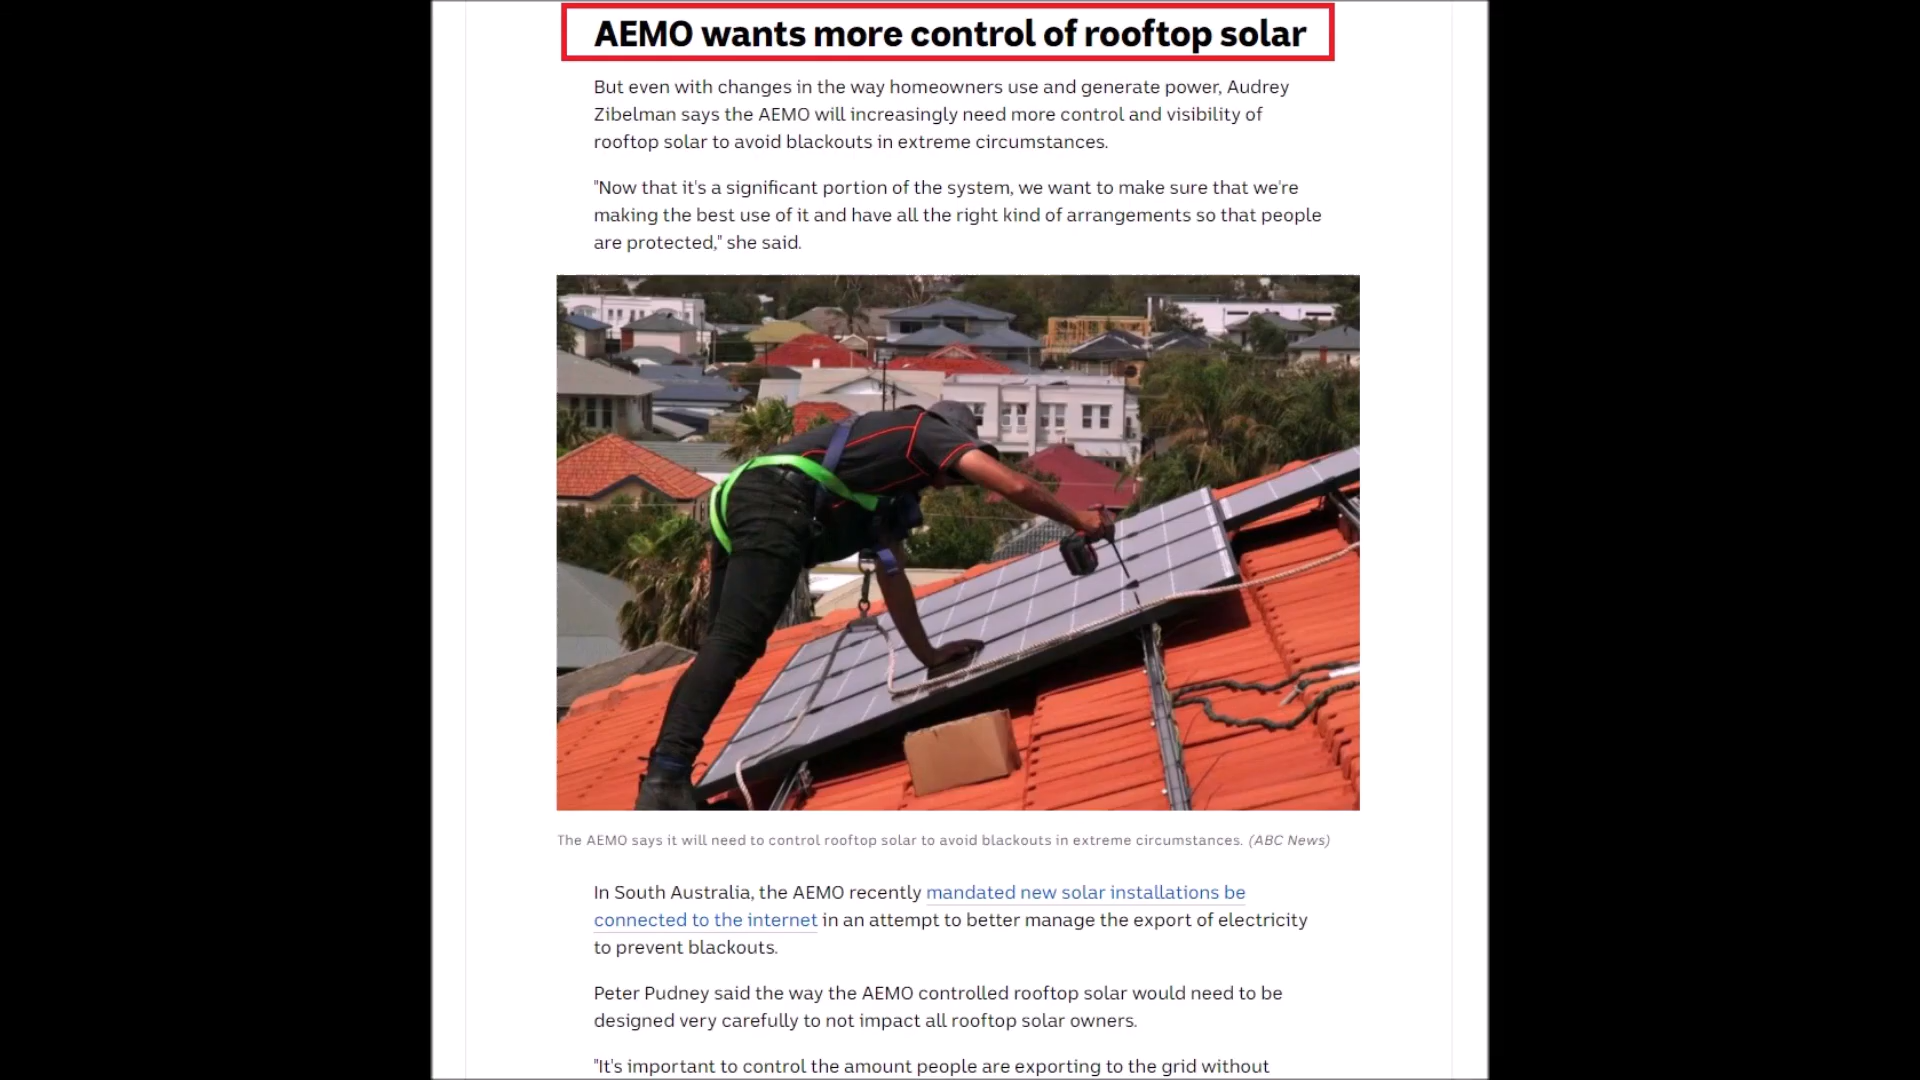 AEMO wants more control of rooftop solar
But even with changes in the way homeowners use and generate power, Audrey
Zibelman says the AEMO will increasingly need more control and visibility of
rooftop solar to avoid blackouts in extreme circumstances.
"Now that it's a significant portion of the system, we want to make sure that we're
making the best use of it and have all the right kind of arrangements so that people
are protected," she said.
The AEMO says it will need to control rooftop solar to avoid blackouts in extreme circumstances. (ABC News)
In South Australia, the AEMO recently mandated new solar installations be
connected to the internet in an attempt to better manage the export of electricity
to prevent blackouts.
Peter Pudney said the way the AEMO controlled rooftop solar would need to be
designed very carefully to not impact all rooftop solar owners.
"It's important to control the amount people are exporting to the grid without